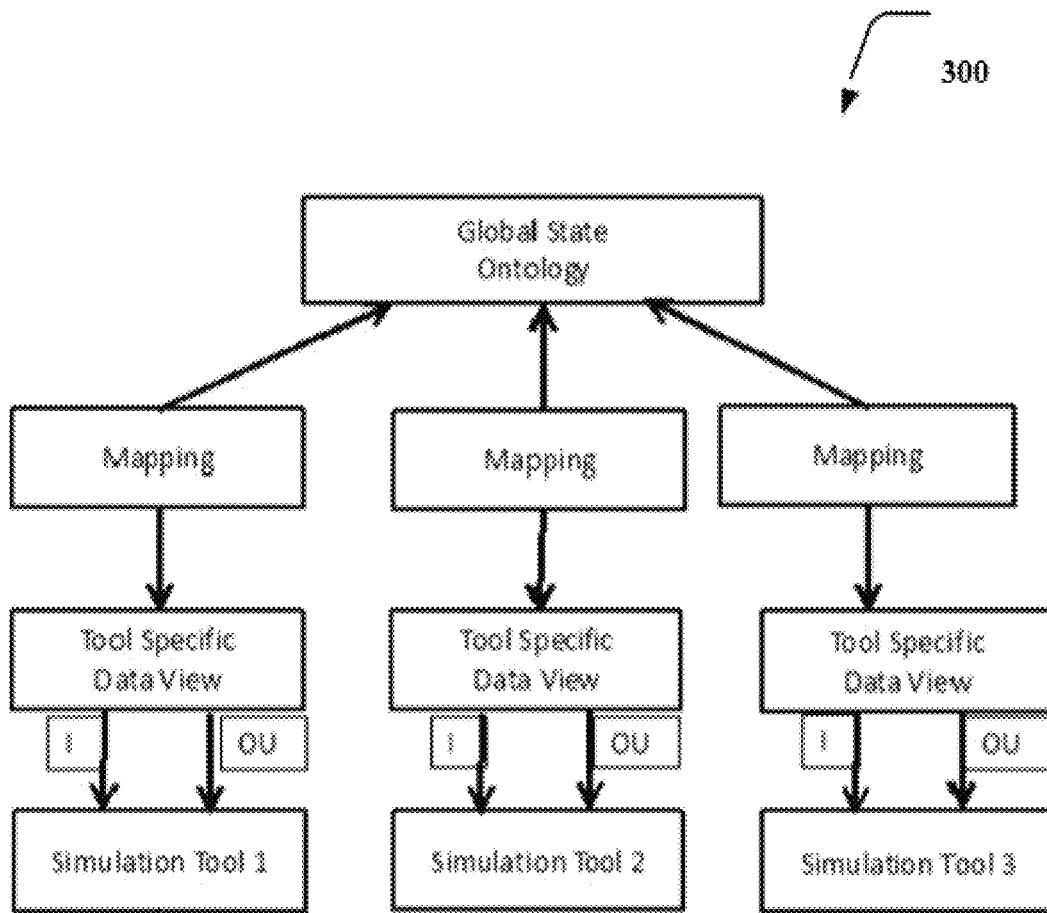 300
Global State
Ontology
Mapping
Mapping
Mapping
Tool Specific
Data View
Tool Specific
Data View
Tool Specific
Data View
I
OU
I
OU
I
OU
Simulation Tool 1
Simulation Tool 2
Simulation Tool 3